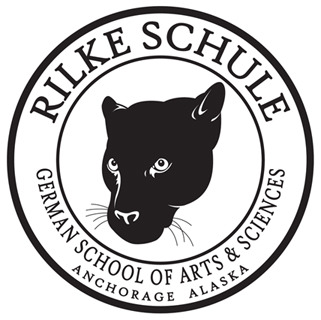 RILKE SCHULE
GERMAN SCHOOL OF ARTS & SCIENCES
ANCHORAGE ALASKA